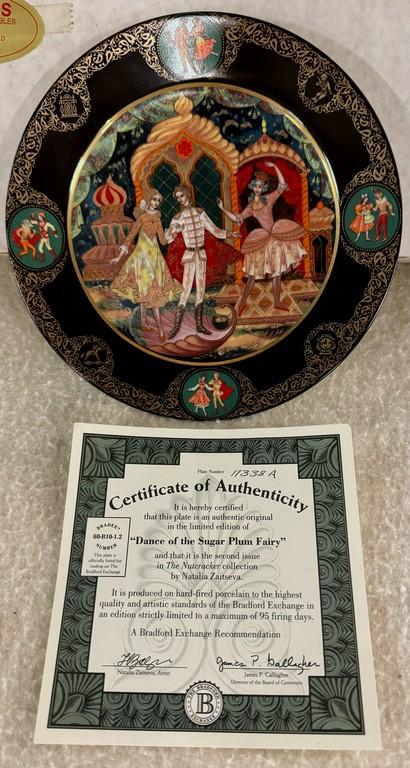 S
BLES
D
Plate Number 11338 A
Certificate of Authenticity
It is hereby certified
that this plate is an authentic original
in the limited edition of
"Dance of the Sugar Plum Fairy"
and that it is the second issue
in The Nutcracker collection
by Natalia Zaitseva.
BRADEX®
60-B10-1.2
NUMBER
This plate is
officially listed for
trading on The
Bradford Exchange
It is produced on hard-fired porcelain to the highest
quality and artistic standards of the Bradford Exchange in
an edition strictly limited to a maximum of 95 firing days.
A Bradford Exchange Recommendation
James P. Gallagher
Natalia Zaitseva, Artist
James P. Gallagher
Director of the Board of Governors
THE BRADFORD
B
EXCHANGE